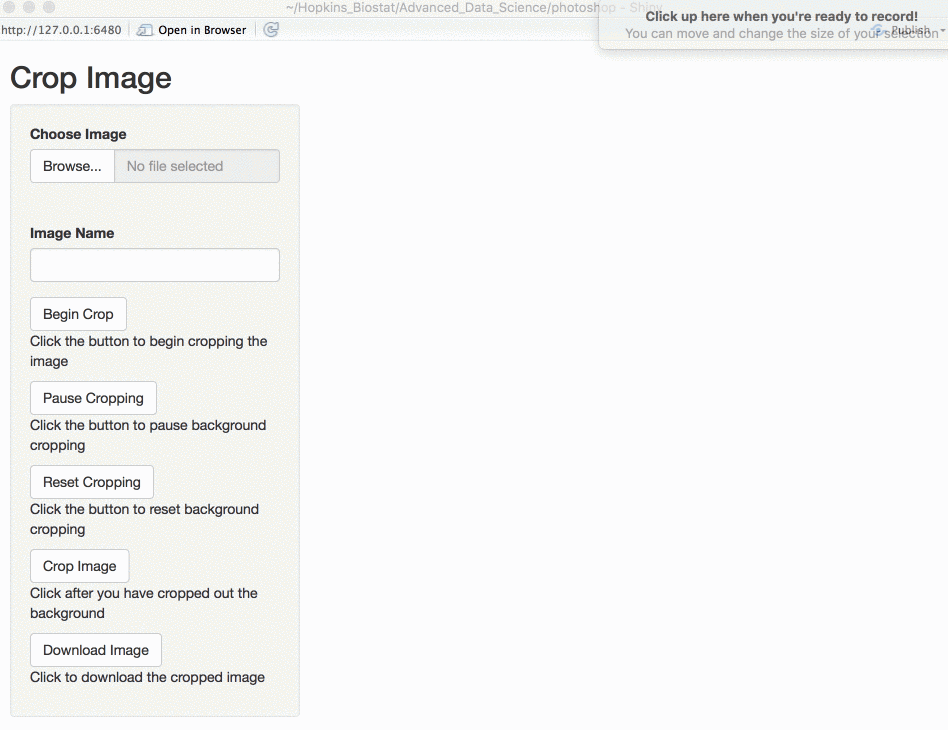 ~/Hopkins_Biostat/Advanced_Data_Science/photoshop - Shiny
Click up here when you're ready to record!
You can move and change the size of your selection
http://127.0.0.1:6480
Open in Browser
Publish
Crop Image
Choose Image
Browse...
No file selected
Image Name
Begin Crop
Click the button to begin cropping the
image
Pause Cropping
Click the button to pause background
cropping
Reset Cropping
Click the button to reset background
cropping
Crop Image
Click after you have cropped out the
background
Download Image
Click to download the cropped image